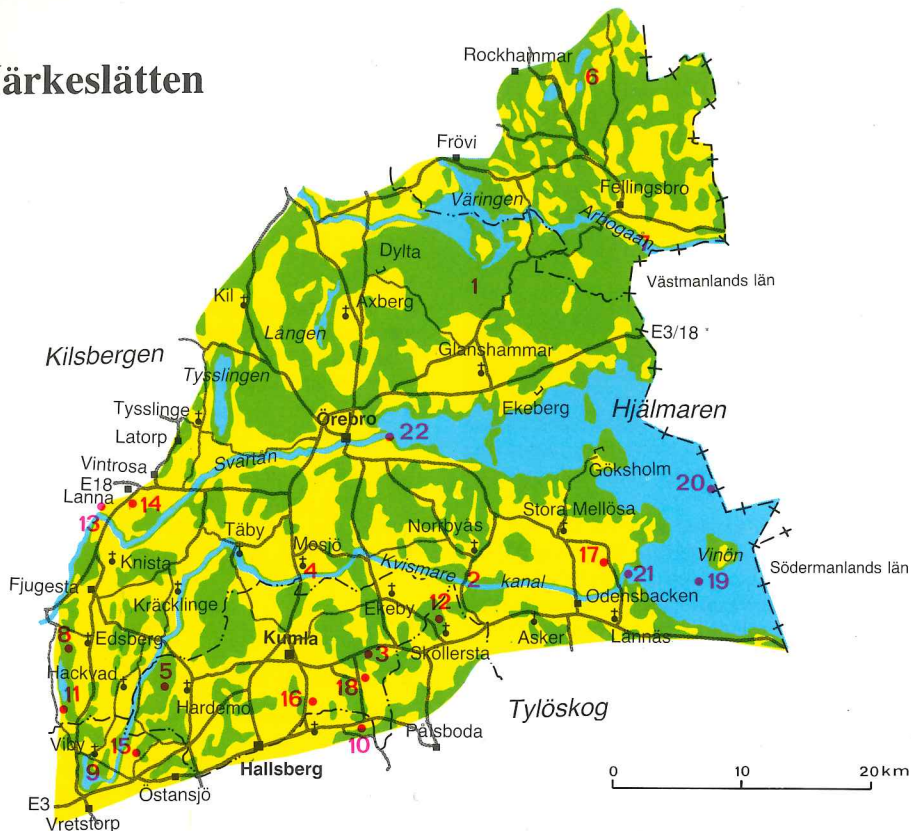 ärkeslätten
Rockhammar
6
Frövi
Fellingsbro
Väringen
Arbogaån
7
Dylta
Västmanlands län
1
Kil
Axberg
Lången
E3/18
Kilsbergen
Glanshammar
Tysslingen
Ekeberg
Hjälmaren
Tysslinge
Örebro
22
Latorp
Svartån
Göksholm
Vintrosa
E18
20
Lanna
14
Stora Mellösa
13
Täby
Norrbyås
Mosjö
17
Vinön
Knista
4
Kvismare
2
kanal
21
19
Södermanlands län
Fjugesta
Kräcklinge
Ekeby
12
Odensbacken
8
Edsberg
Kumla
Sköllersta
Asker
Lännäs
3
Hackvad
5
18
11
Hardemo
16
Tylöskog
Viby
15
10
Pålsboda
9
Hallsberg
Östansjö
0 10 20 km
E3
Vretstorp